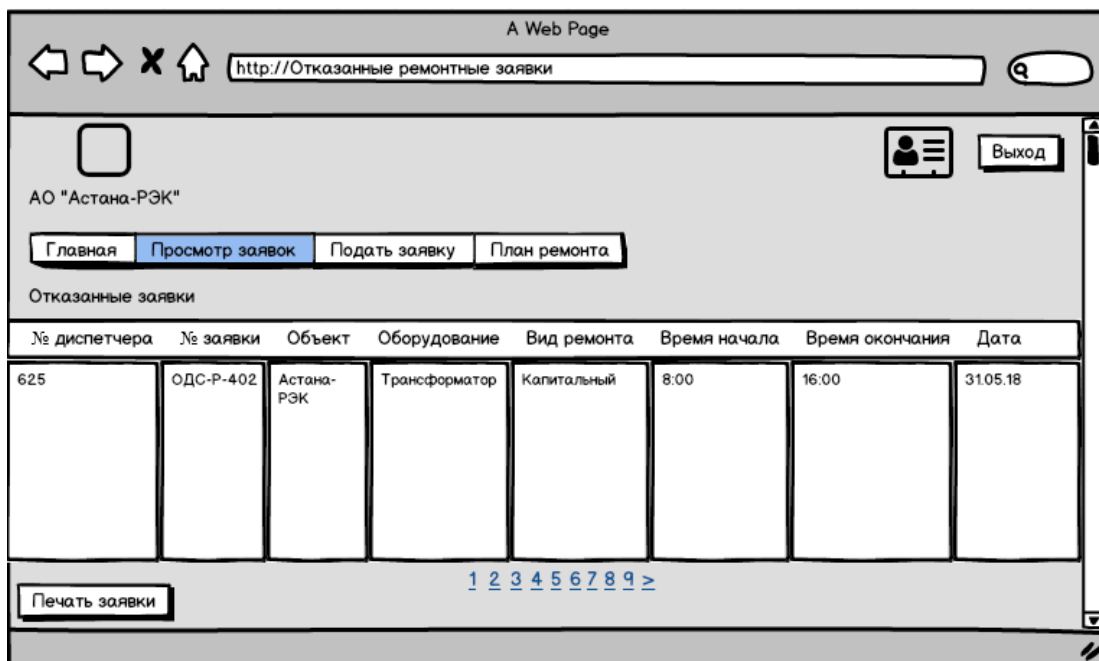 A Web Page
http://Отказанные ремонтные заявки
Выход
АО "Астана-РЭК"
Главная Просмотр заявок Подать заявку План ремонта
Отказанные заявки
№ диспетчера № заявки Объект Оборудование Вид ремонта Время начала Время окончания Дата
625 ОДС-Р-402 Астана- Трансформатор Капитальный 8:00 16:00 31.05.18
РЭК
1 2 3 4 5 6 7 8 9 >
Печать заявки